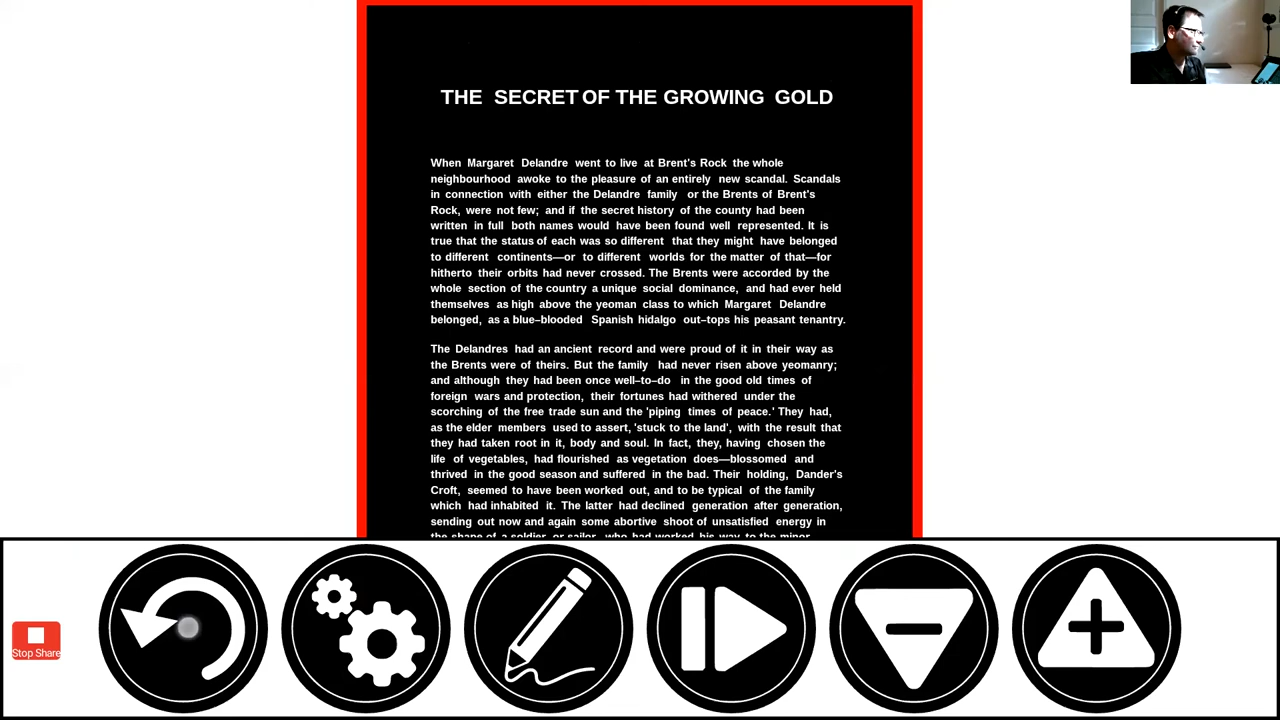 THE SECRET OF THE GROWING GOLD
When Margaret Delandre went to live at Brent's Rock the whole
neighbourhood awoke to the pleasure of an entirely new scandal. Scandals
in connection with either the Delandre family or the Brents of Brent's
Rock, were not few; and if the secret history of the county had been
written in full both names would have been found well represented. It is
true that the status of each was so different that they might have belonged
to different continents—or to different worlds for the matter of that—for
hitherto their orbits had never crossed. The Brents were accorded by the
whole section of the country a unique social dominance, and had ever held
themselves as high above the yeoman class to which Margaret Delandre
belonged, as a blue–blooded Spanish hidalgo out–tops his peasant tenantry.
The Delandres had an ancient record and were proud of it in their way as
the Brents were of theirs. But the family had never risen above yeomanry;
and although they had been once well–to–do in the good old times of
foreign wars and protection, their fortunes had withered under the
scorching of the free trade sun and the 'piping times of peace.' They had,
as the elder members used to assert, 'stuck to the land', with the result that
they had taken root in it, body and soul. In fact, they, having chosen the
life of vegetables, had flourished as vegetation does—blossomed and
thrived in the good season and suffered in the bad. Their holding, Dander's
Croft, seemed to have been worked out, and to be typical of the family
which had inhabited it. The latter had declined generation after generation,
sending out now and again some abortive shoot of unsatisfied energy in
the shape of a soldier or sailor, who had worked his way to the minor
Stop Share